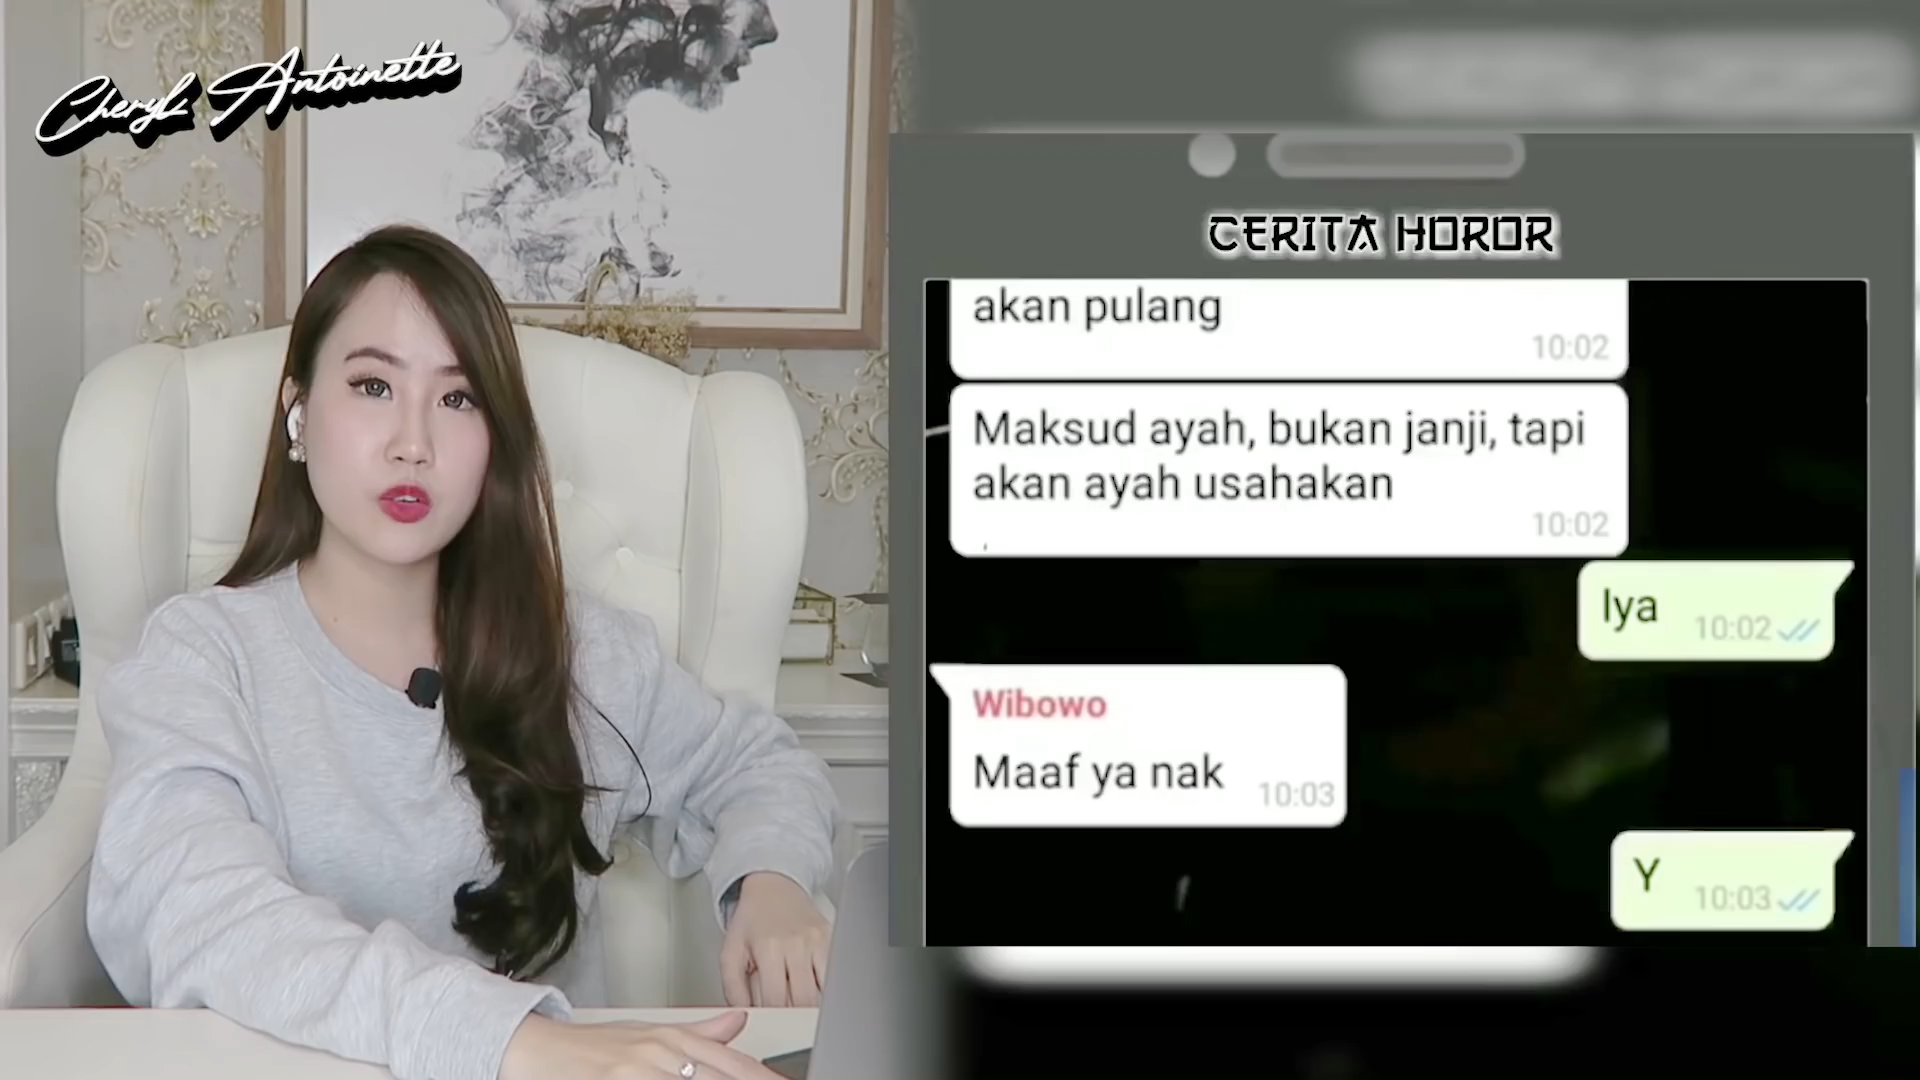 Cheryl Antoinette
CERITA HOROR
akan pulang
10:02
Maksud ayah, bukan janji, tapi
akan ayah usahakan
10:02
Iya 10:02
Wibowo
Maaf ya nak 10:03
Y 10:03